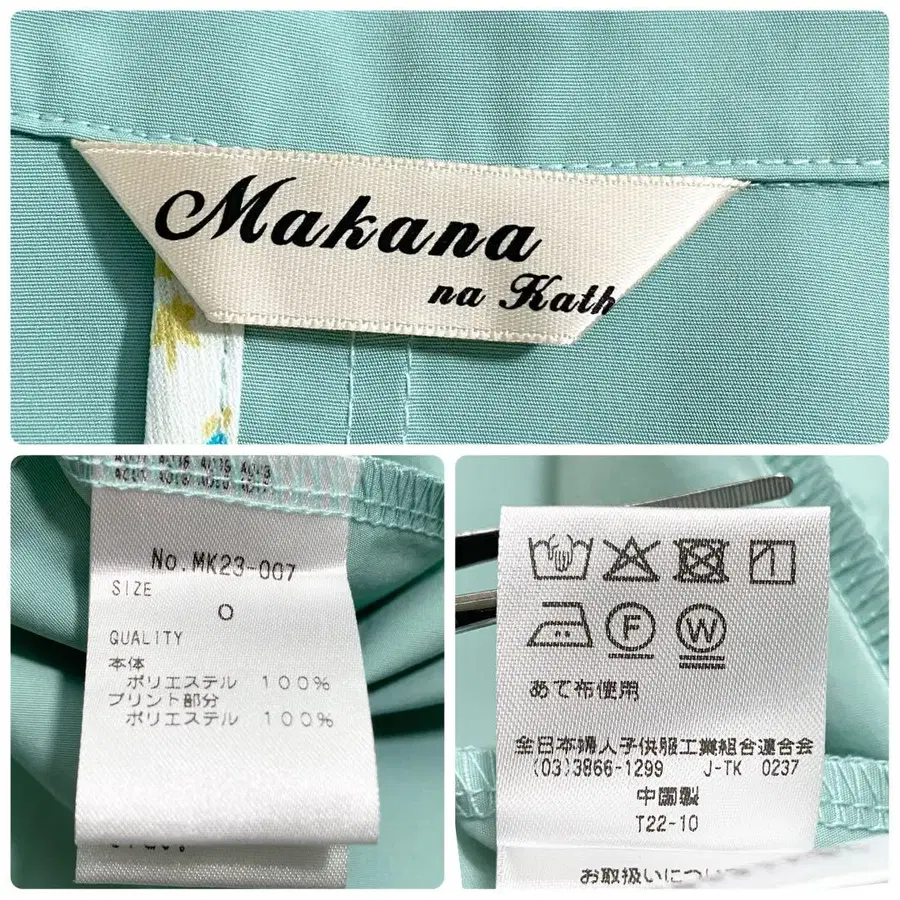 Makana
na Kath
No.MK23-007
SIZE
0
QUALITY
本体
ポリエステル 100%
プリント部分
ポリエステル 100%
F W
あて布使用
全日本婦人子供服工業組合連合会
(03)3866-1299 J-TK 0237
中国製
T22-10
お取扱いについて